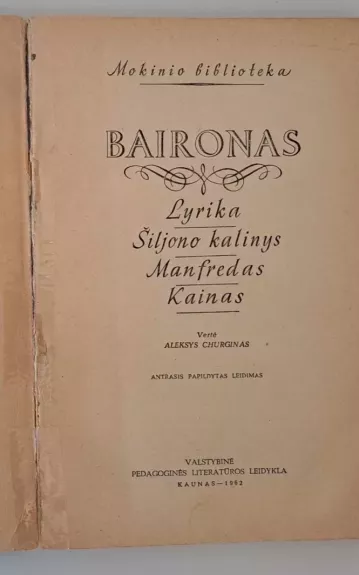 Mokinio biblioteka
BAIRONAS
Lyrika
Šiljono kalinys
Manfredas
Kainas
Vertė
ALEKSYS CHURGINAS
ANTRASIS PAPILDYTAS LEIDIMAS
VALSTYBINĖ
PEDAGOGINĖS LITERATŪROS LEIDYKLA
KAUNAS—1962